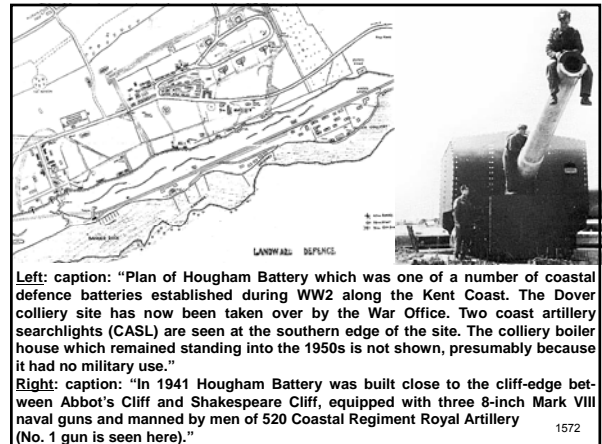 LANDWARD DEFENCE
Left: caption: “Plan of Hougham Battery which was one of a number of coastal
defence batteries established during WW2 along the Kent Coast. The Dover
colliery site has now been taken over by the War Office. Two coast artillery
searchlights (CASL) are seen at the southern edge of the site. The colliery boiler
house which remained standing into the 1950s is not shown, presumably because
it had no military use.”
Right: caption: “In 1941 Hougham Battery was built close to the cliff-edge bet-
ween Abbot’s Cliff and Shakespeare Cliff, equipped with three 8-inch Mark VIII
naval guns and manned by men of 520 Coastal Regiment Royal Artillery
(No. 1 gun is seen here).”
1572